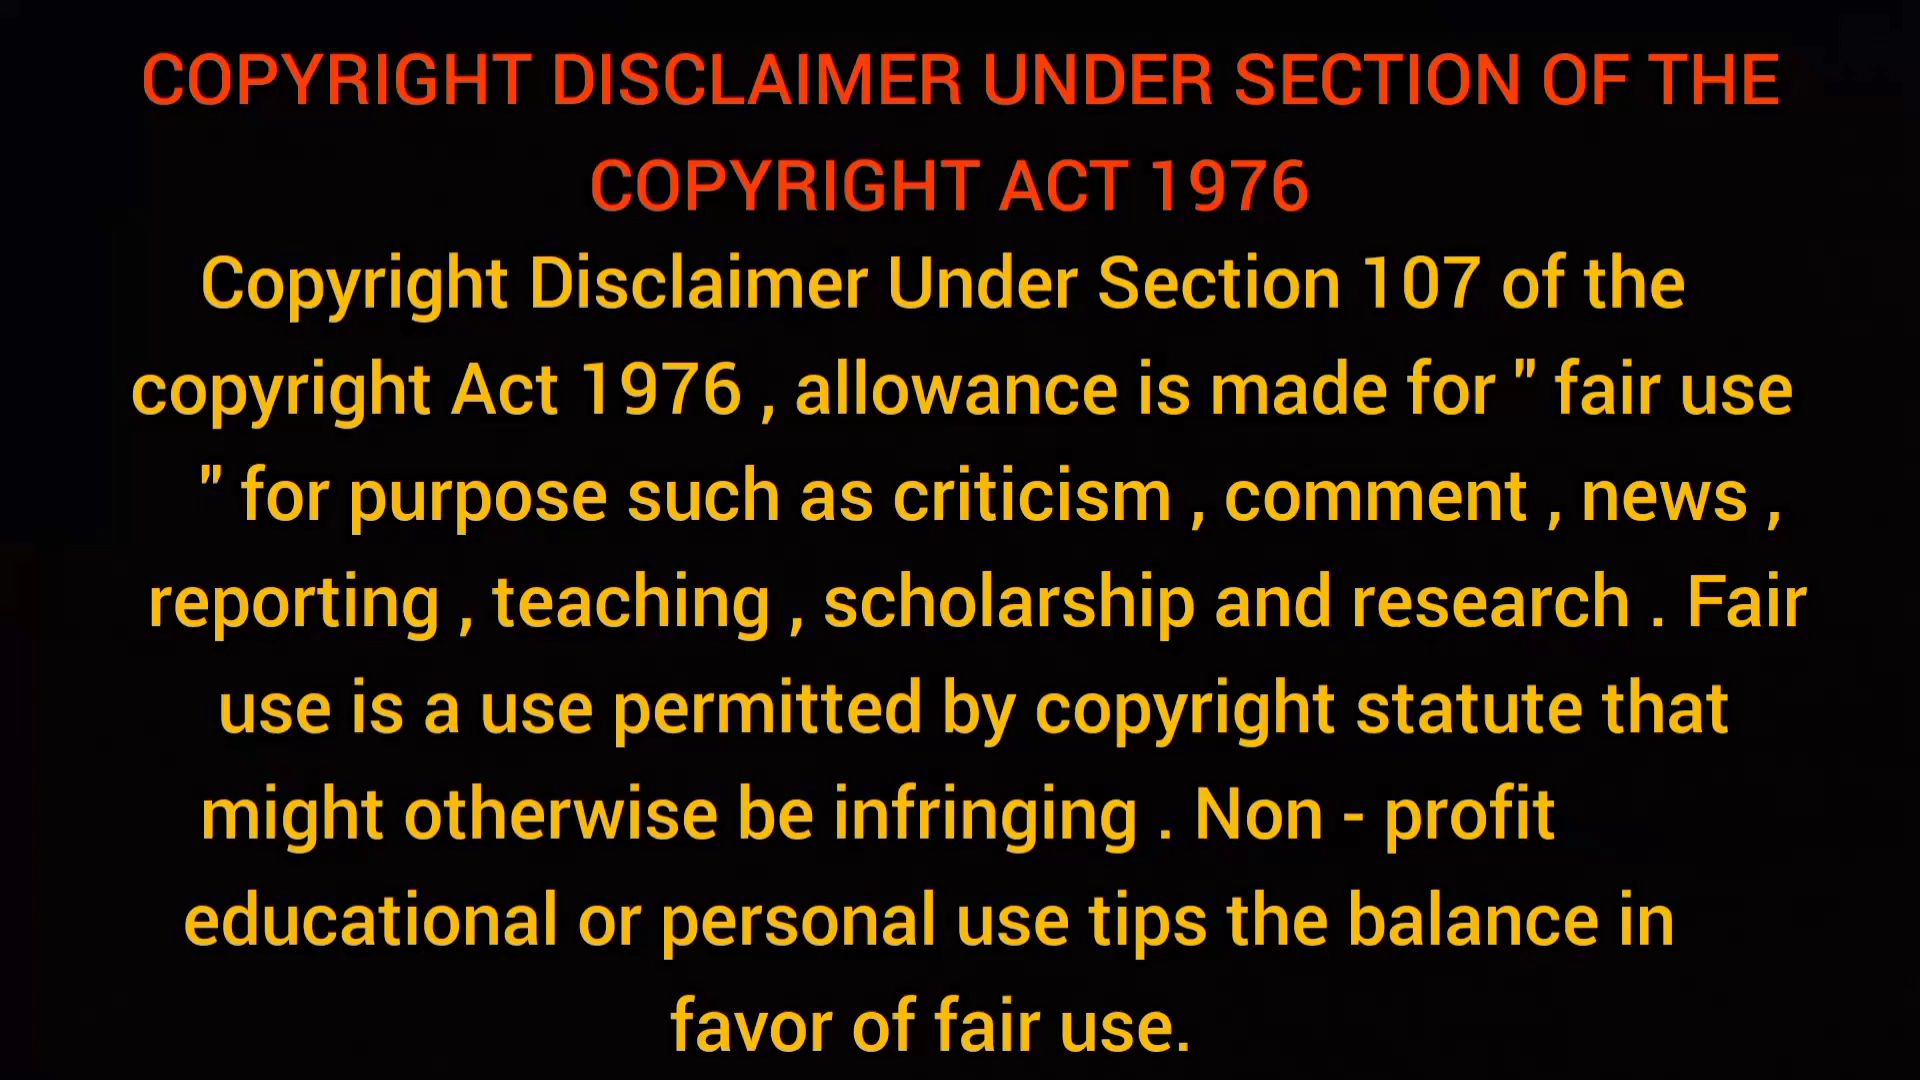 COPYRIGHT DISCLAIMER UNDER SECTION OF THE
COPYRIGHT ACT 1976
Copyright Disclaimer Under Section 107 of the
copyright Act 1976 , allowance is made for " fair use
" for purpose such as criticism , comment , news ,
reporting , teaching , scholarship and research . Fair
use is a use permitted by copyright statute that
might otherwise be infringing . Non - profit
educational or personal use tips the balance in
favor of fair use.